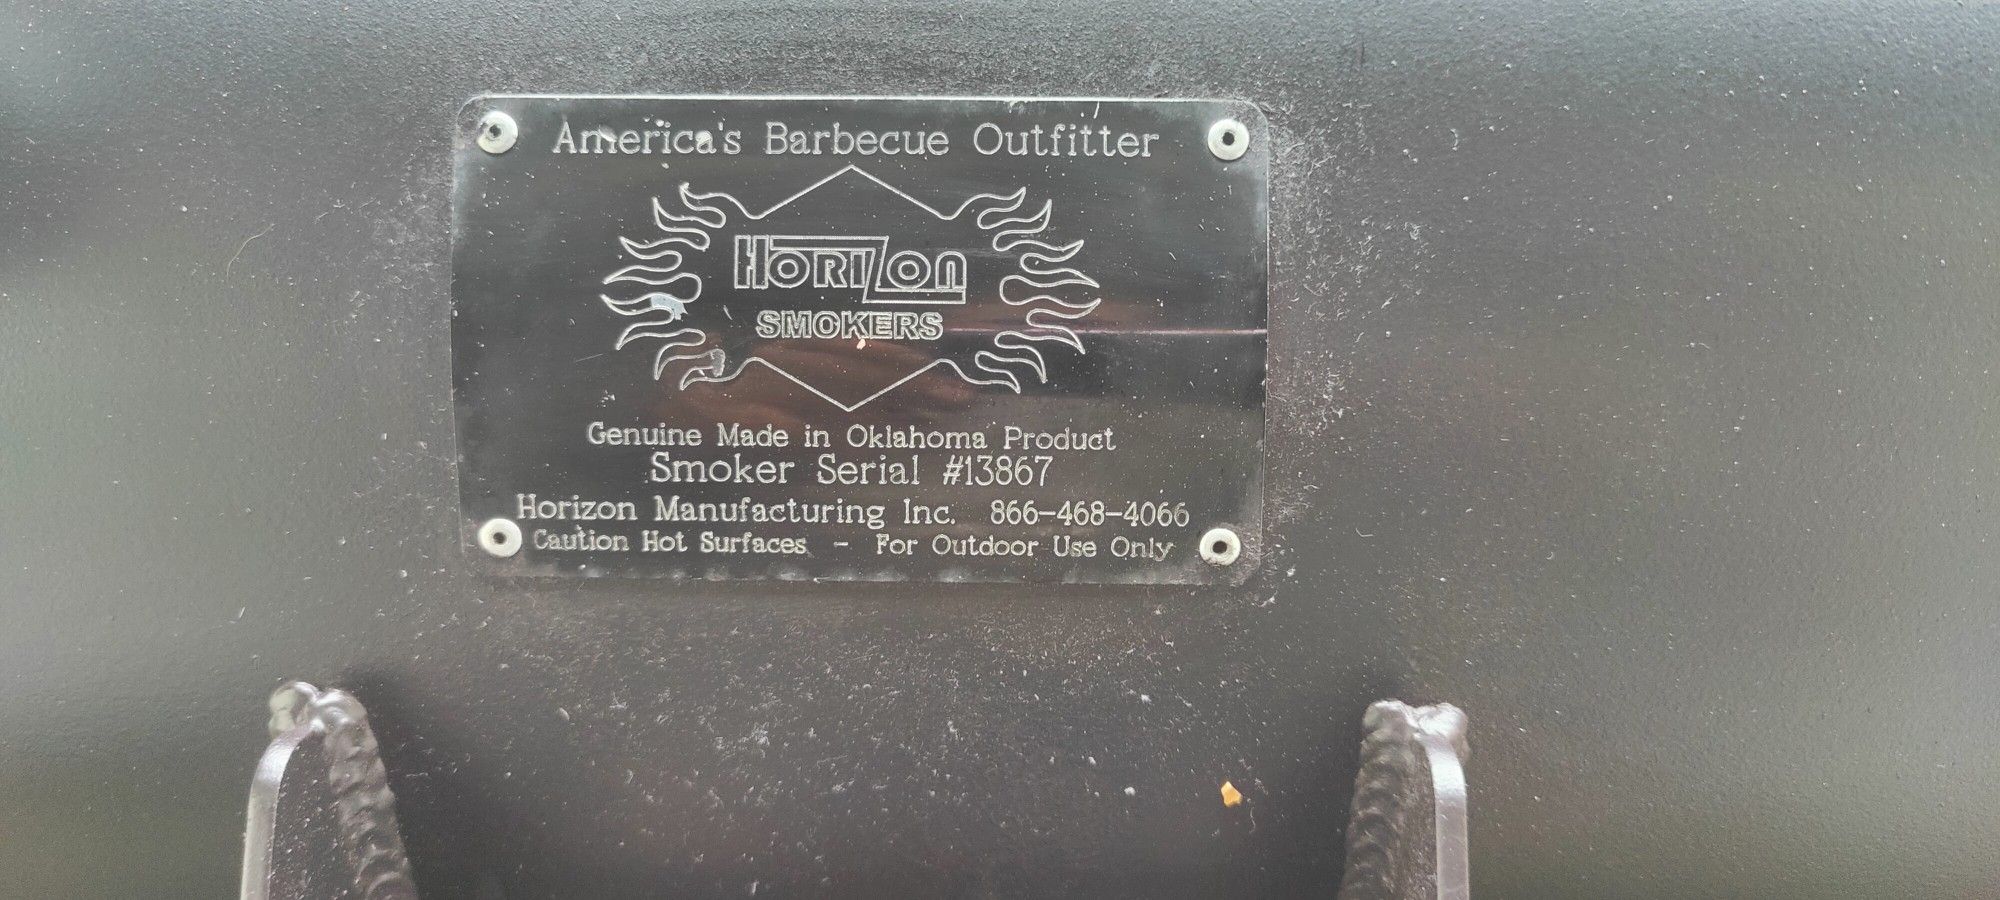 America's Barbecue Outfitter
HORIZON
SMOKERS
Genuine Made in Oklahoma Product
Smoker Serial #13867
Horizon Manufacturing Inc. 866-468-4066
Caution Hot Surfaces - For Outdoor Use Only